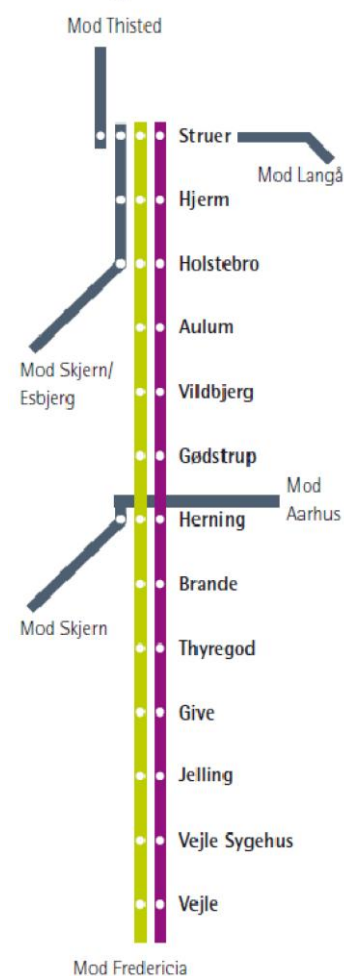 Mod Thisted
Struer
Mod Langå
Hjerm
Holstebro
Aulum
Mod Skjern/
Esbjerg
Vildbjerg
Gødstrup
Mod
Aarhus
Herning
Brande
Mod Skjern
Thyregod
Give
Jelling
Vejle Sygehus
Vejle
Mod Fredericia